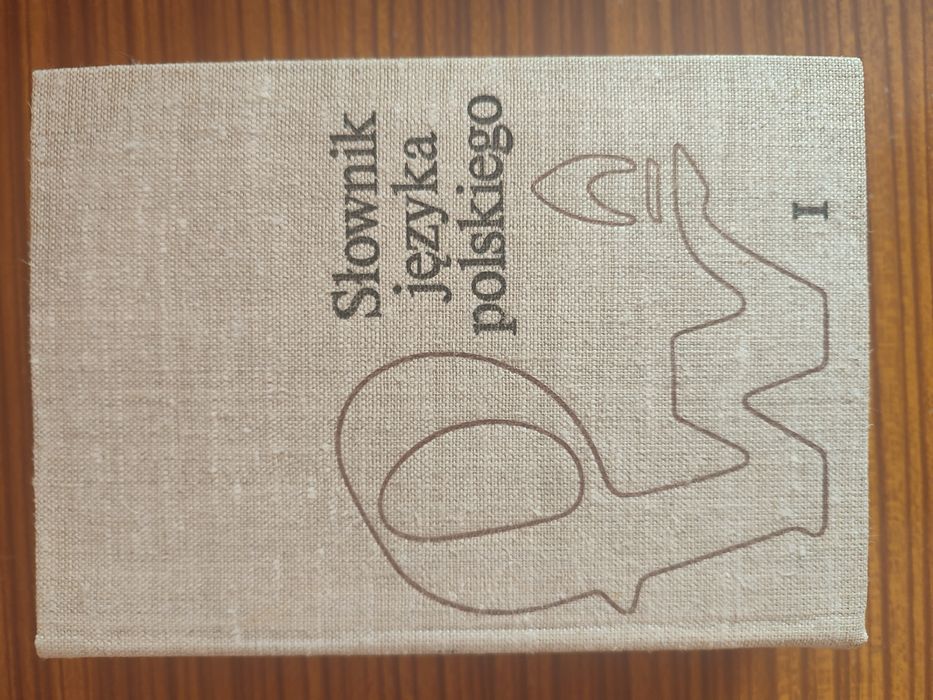 Słownik
języka
polskiego
I